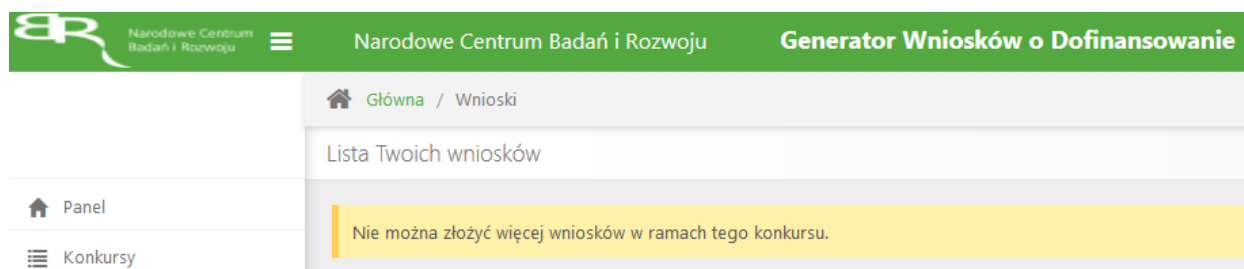 BR
Narodowe Centrum
Badań i Rozwoju
Narodowe Centrum Badań i Rozwoju
Generator Wniosków o Dofinansowanie
Główna / Wnioski
Lista Twoich wniosków
Panel
Nie można złożyć więcej wniosków w ramach tego konkursu.
Konkursy